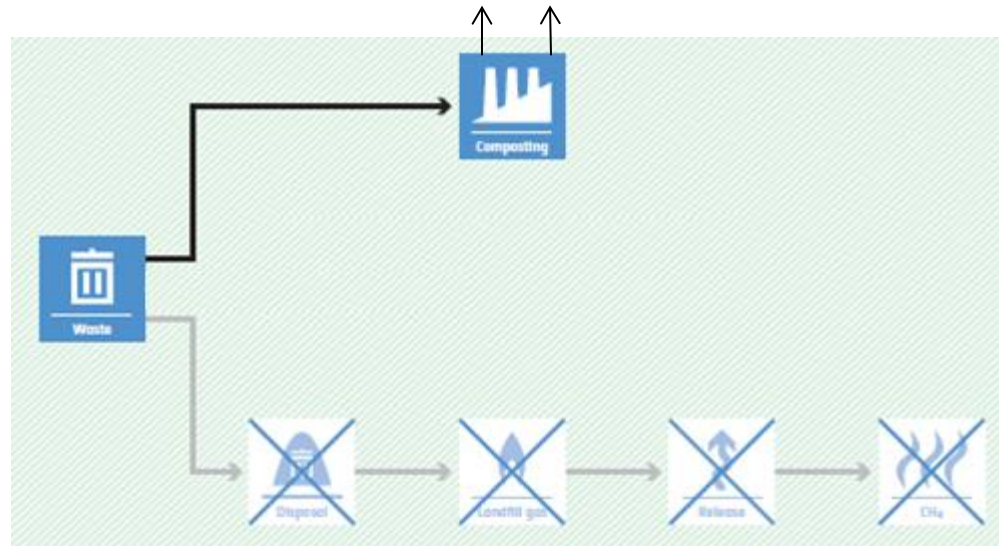 Composting
Waste
Disposal
Landfill gas
Release
CH₄